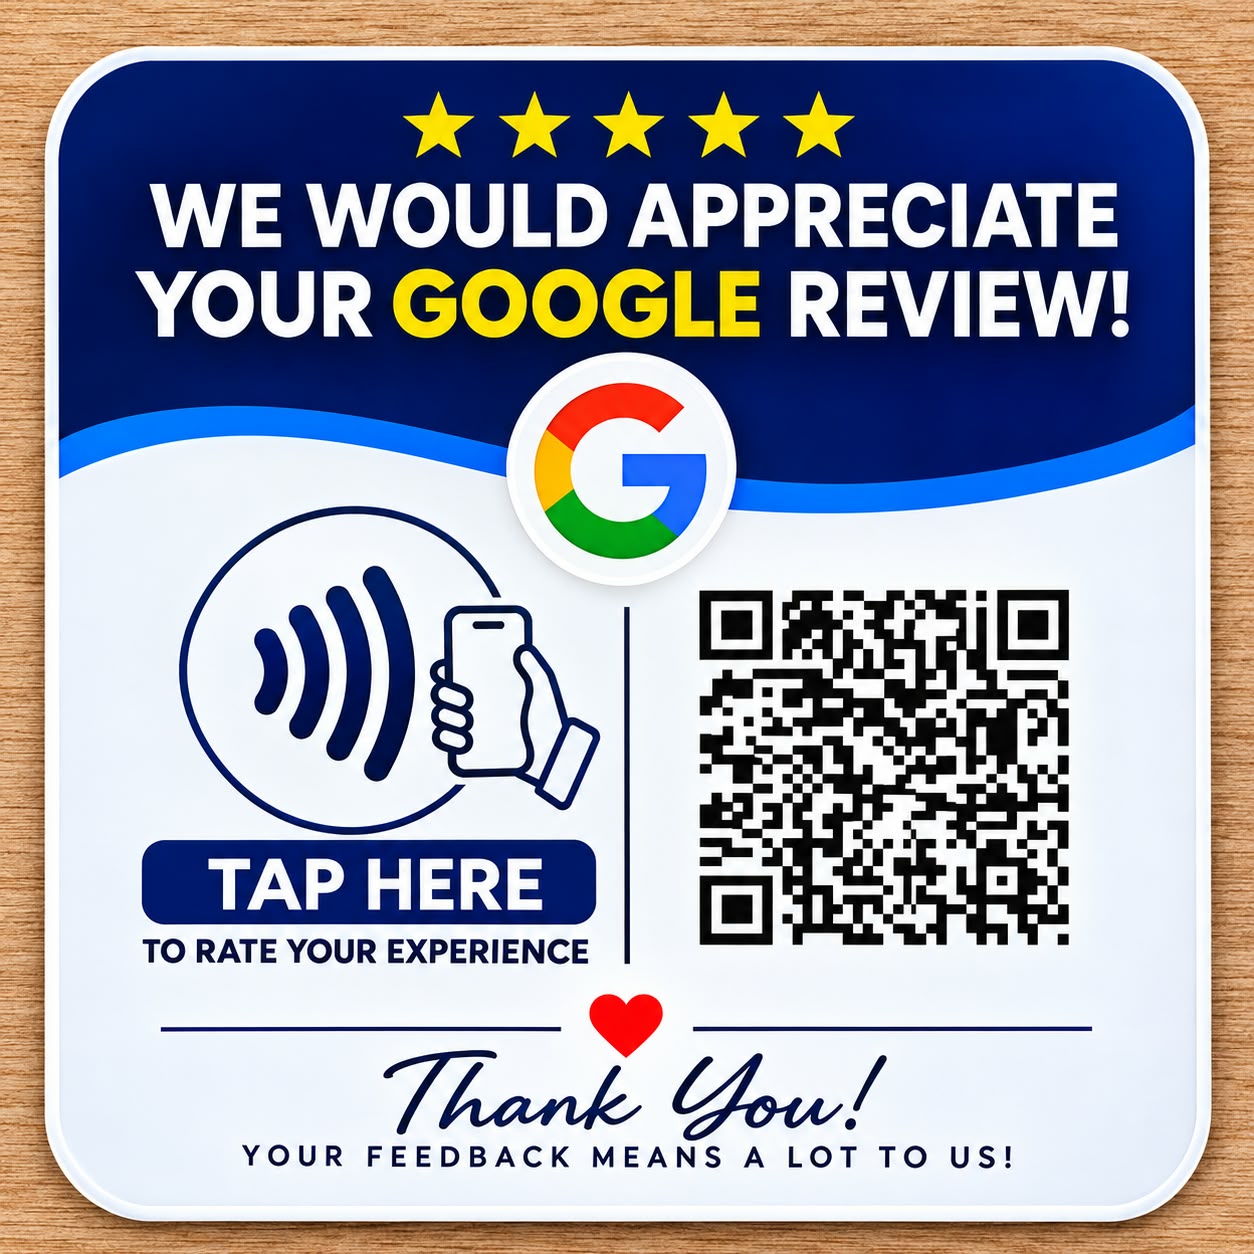 WE WOULD APPRECIATE
YOUR GOOGLE REVIEW!
G
TAP HERE
TO RATE YOUR EXPERIENCE
Thank You!
YOUR FEEDBACK MEANS A LOT TO US!